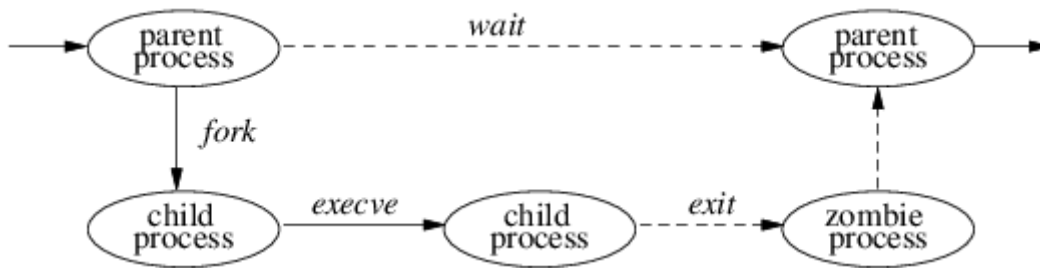 parent
process
wait
parent
process
fork
child
process
execve
child
process
exit
zombie
process